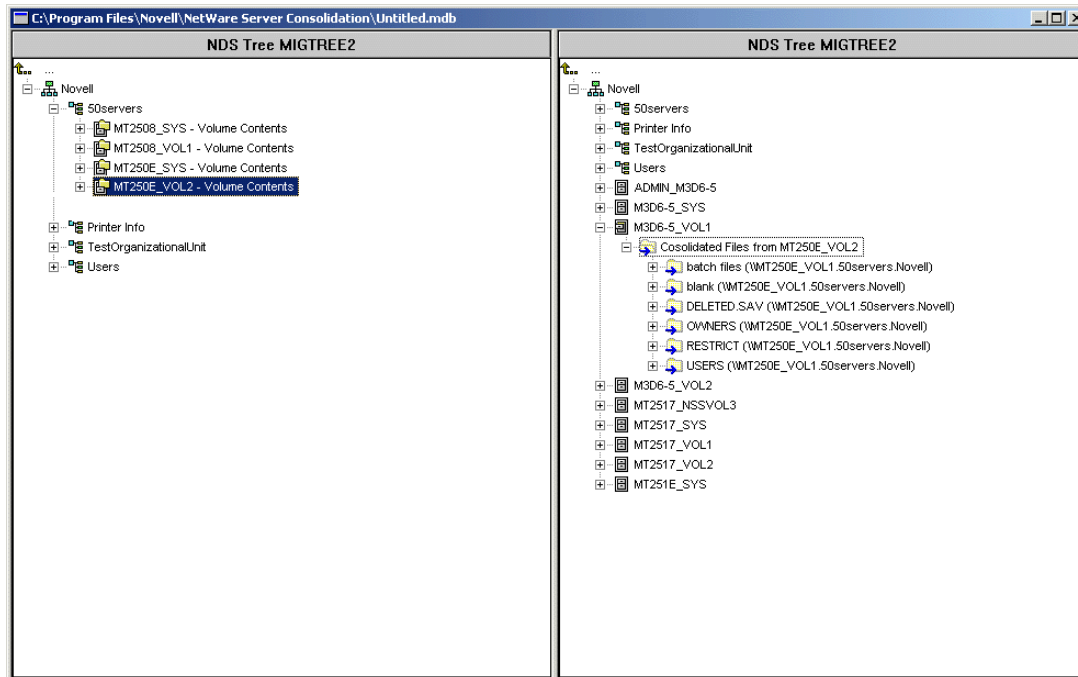 C:\Program Files\Novell\NetWare Server Consolidation\Untitled.mdb
NDS Tree MIGTREE2
...
Novell
50servers
MT2508_SYS - Volume Contents
MT2508_VOL1 - Volume Contents
MT250E_SYS - Volume Contents
MT250E_VOL2 - Volume Contents
Printer Info
TestOrganizationalUnit
Users
NDS Tree MIGTREE2
...
Novell
50servers
Printer Info
TestOrganizationalUnit
Users
ADMIN_M3D6-5
M3D6-5_SYS
M3D6-5_VOL1
Cosolidated Files from MT250E_VOL2
batch files (\\MT250E_VOL1.50servers.Novell)
blank (\\MT250E_VOL1.50servers.Novell)
DELETED.SAV (\\MT250E_VOL1.50servers.Novell)
OWNERS (\\MT250E_VOL1.50servers.Novell)
RESTRICT (\\MT250E_VOL1.50servers.Novell)
USERS (\\MT250E_VOL1.50servers.Novell)
M3D6-5_VOL2
MT2517_NSSVOL3
MT2517_SYS
MT2517_VOL1
MT2517_VOL2
MT251E_SYS